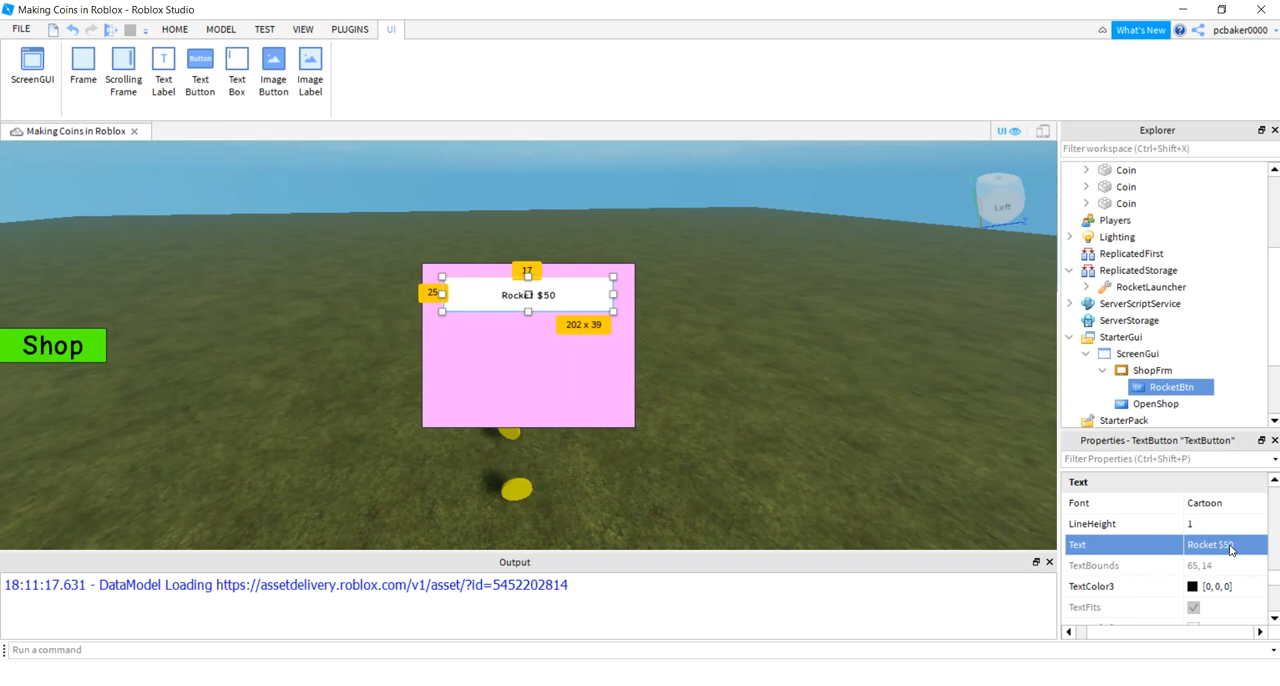 Making Coins in Roblox - Roblox Studio
FILE HOME MODEL TEST VIEW PLUGINS UI What's New pcbaker0000
ScreenGUI Frame Scrolling Frame Text Label Text Button Text Box Image Button Image Label
Button
Making Coins in Roblox UI
Left
17
25
Rocket $50
202 x 39
Shop
Explorer
Filter workspace (Ctrl+Shift+X)
Coin
Coin
Coin
Players
Lighting
ReplicatedFirst
ReplicatedStorage
RocketLauncher
ServerScriptService
ServerStorage
StarterGui
ScreenGui
ShopFrm
RocketBtn
OpenShop
StarterPack
Properties - TextButton "TextButton"
Filter Properties (Ctrl+Shift+P)
Text
Font Cartoon
LineHeight 1
Text Rocket $50
TextBounds 65, 14
TextColor3 [0, 0, 0]
TextFits
Output
18:11:17.631 - DataModel Loading https://assetdelivery.roblox.com/v1/asset/?id=5452202814
Run a command